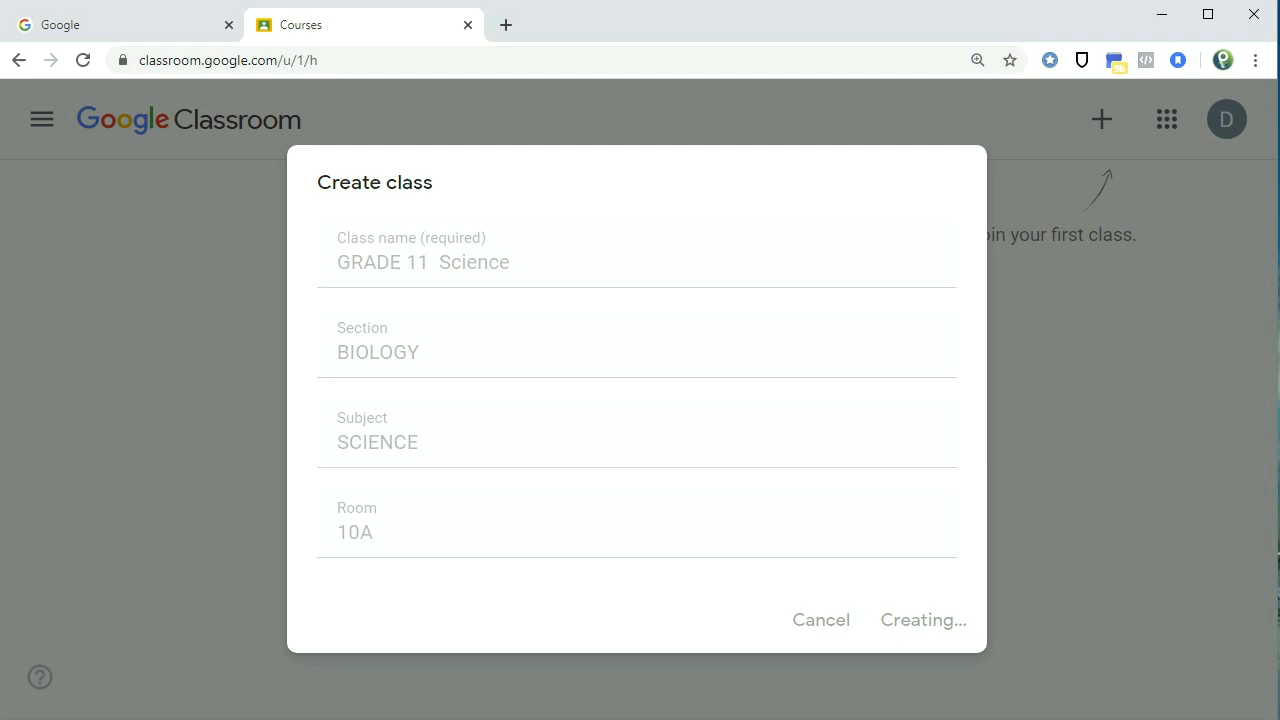 Google
Courses
classroom.google.com/u/1/h
Google Classroom
D
Create class
Class name (required)
GRADE 11  Science
oin your first class.
Section
BIOLOGY
Subject
SCIENCE
Room
10A
Cancel
Creating...